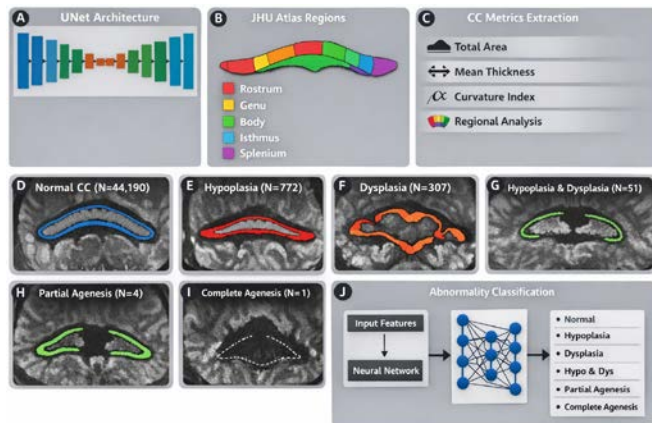 A
UNet Architecture
B
JHU Atlas Regions
Rostrum
Genu
Body
Isthmus
Splenium
C
CC Metrics Extraction
Total Area
Mean Thickness
Curvature Index
Regional Analysis
D
Normal CC (N=44,190)
E
Hypoplasia (N=772)
F
Dysplasia (N=307)
G
Hypoplasia & Dysplasia (N=51)
H
Partial Agenesis (N=4)
I
Complete Agenesis (N=1)
J
Abnormality Classification
Input Features
Neural Network
• Normal
• Hypoplasia
• Dysplasia
• Hypo & Dys
• Partial Agenesis
• Complete Agenesis